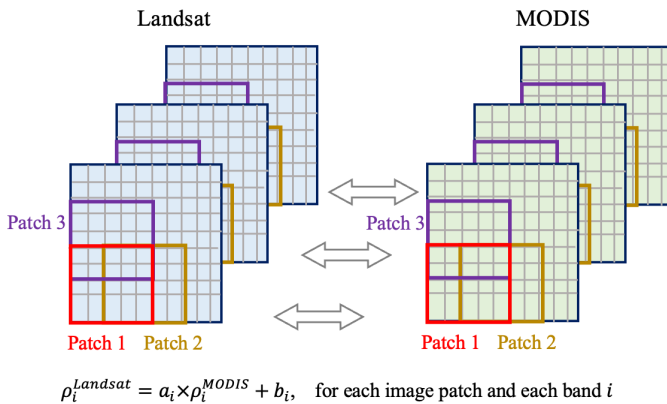 Landsat MODIS
Patch 3 Patch 3
Patch 1 Patch 2 Patch 1 Patch 2
ρ_i^{Landsat} = a_i×ρ_i^{MODIS} + b_i, for each image patch and each band i